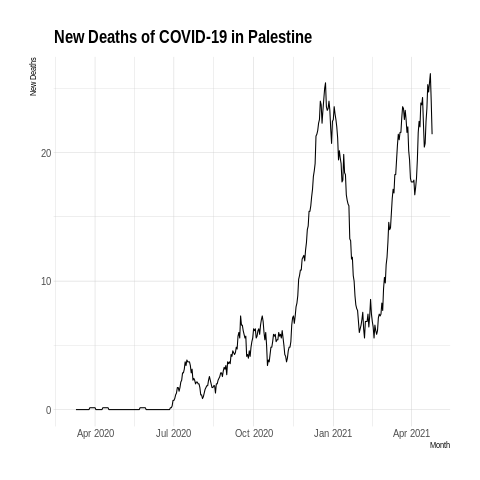 New Deaths of COVID-19 in Palestine
New Deaths
20
10
0
Apr 2020 Jul 2020 Oct 2020 Jan 2021 Apr 2021
Month